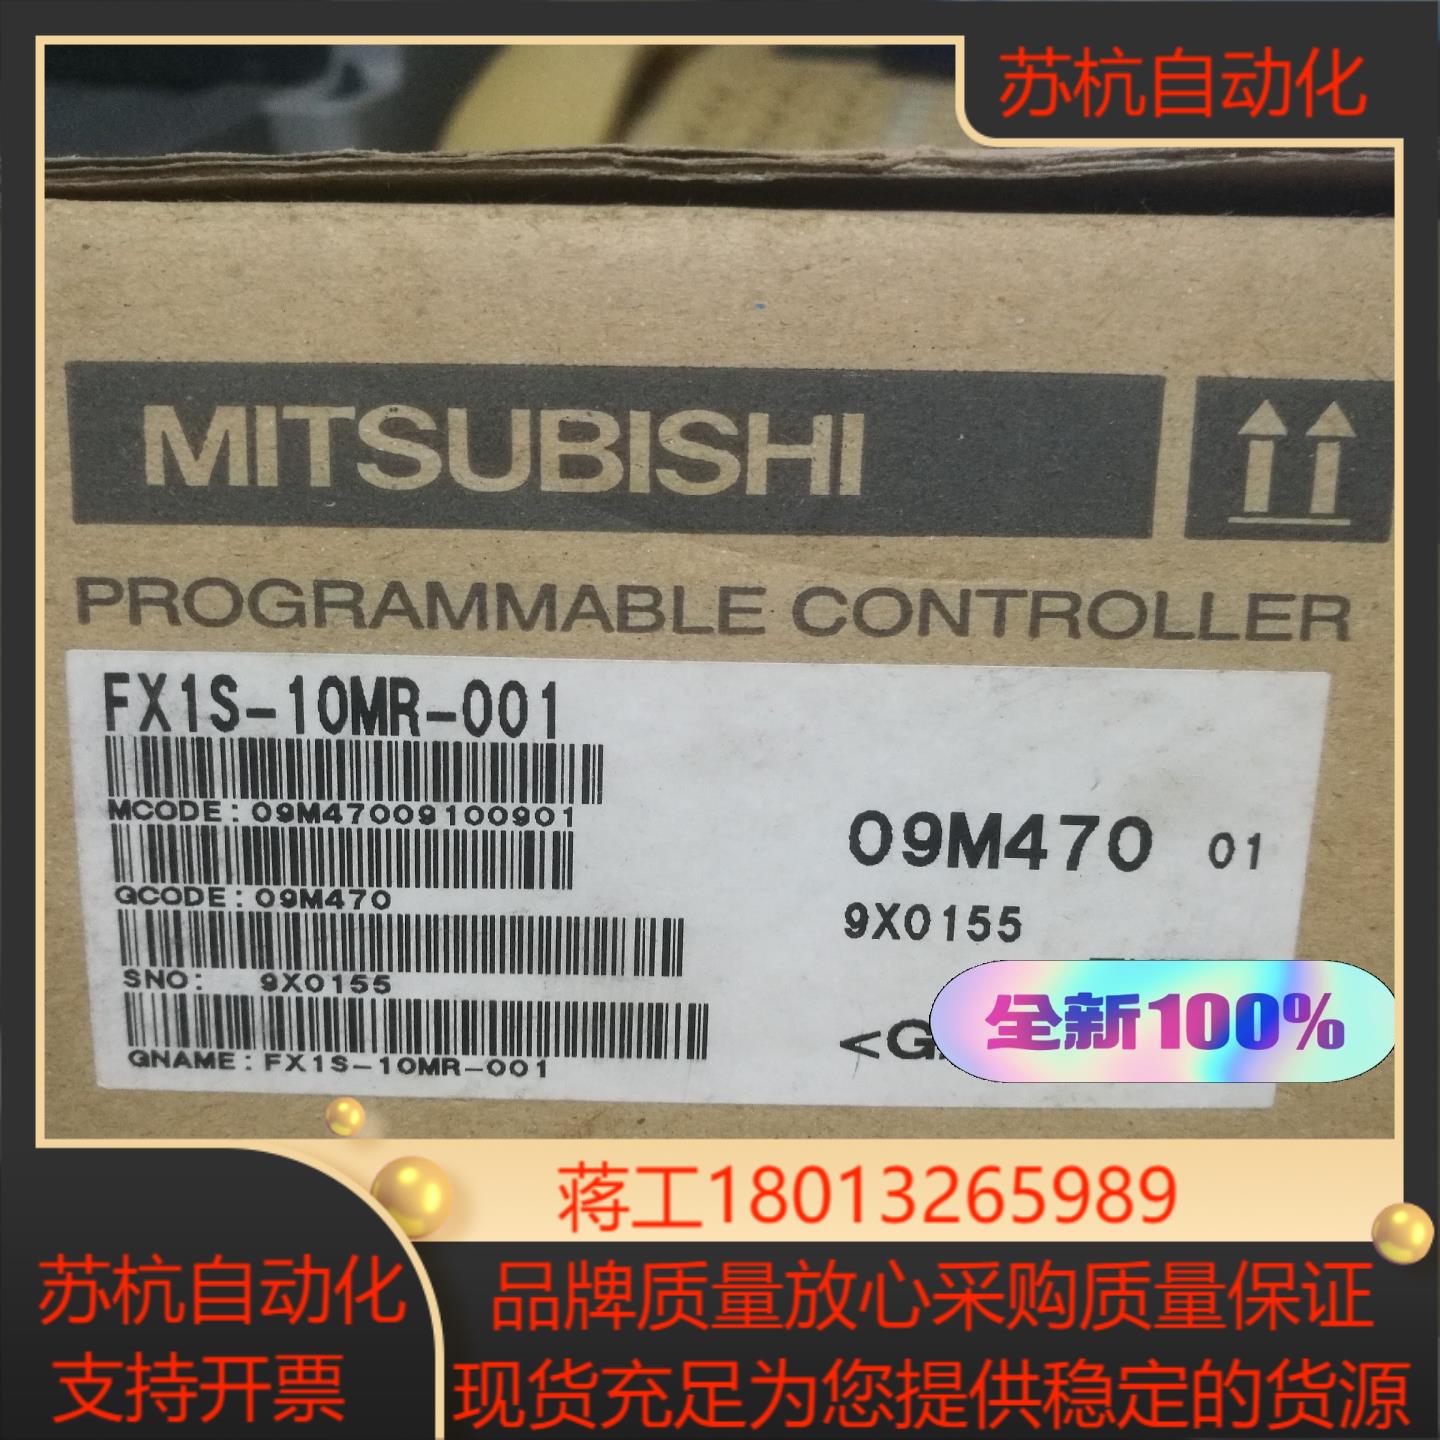 苏杭自动化
MITSUBISHI
PROGRAMMABLE CONTROLLER
FX1S-10MR-001
MCODE:09M47009100901
GCODE:09M470
SNO: 9X0155
GNAME:FX1S-10MR-001
09M470 01
9X0155
<G
全新100%
蒋工18013265989
苏杭自动化
支持开票
品牌质量放心采购质量保证
现货充足为您提供稳定的货源